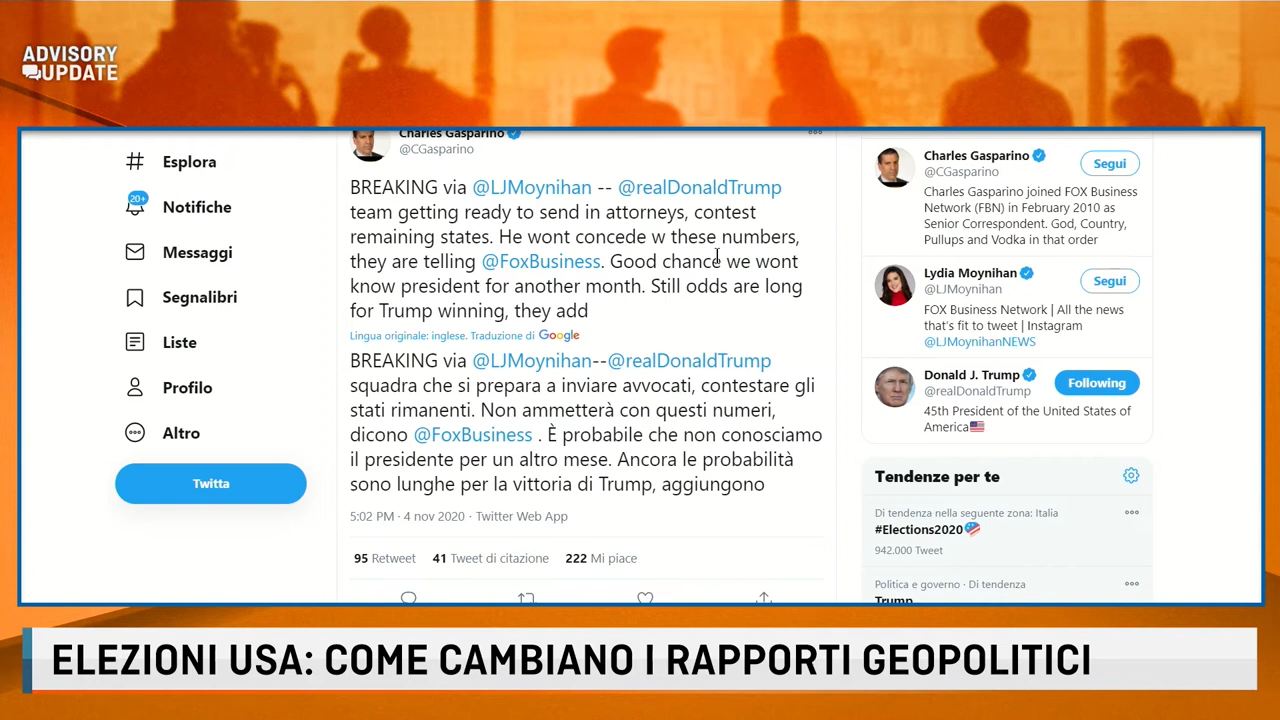 ADVISORY
UPDATE
Esplora
20+
Notifiche
Messaggi
Segnalibri
Liste
Profilo
Altro
Twitta
Charles Gasparino
@CGasparino
BREAKING via @LJMoynihan -- @realDonaldTrump
team getting ready to send in attorneys, contest
remaining states. He wont concede w these numbers,
they are telling @FoxBusiness. Good chance we wont
know president for another month. Still odds are long
for Trump winning, they add
Lingua originale: inglese. Traduzione di Google
BREAKING via @LJMoynihan--@realDonaldTrump
squadra che si prepara a inviare avvocati, contestare gli
stati rimanenti. Non ammetterà con questi numeri,
dicono @FoxBusiness . È probabile che non conosciamo
il presidente per un altro mese. Ancora le probabilità
sono lunghe per la vittoria di Trump, aggiungono
5:02 PM · 4 nov 2020 · Twitter Web App
95 Retweet 41 Tweet di citazione 222 Mi piace
Charles Gasparino
@CGasparino
Segui
Charles Gasparino joined FOX Business
Network (FBN) in February 2010 as
Senior Correspondent. God, Country,
Pullups and Vodka in that order
Lydia Moynihan
@LJMoynihan
Segui
FOX Business Network | All the news
that's fit to tweet | Instagram
@LJMoynihanNEWS
Donald J. Trump
@realDonaldTrump
Following
45th President of the United States of
America🇺🇸
Tendenze per te
Di tendenza nella seguente zona: Italia
#Elections2020
942.000 Tweet
Politica e governo · Di tendenza
Trump
ELEZIONI USA: COME CAMBIANO I RAPPORTI GEOPOLITICI